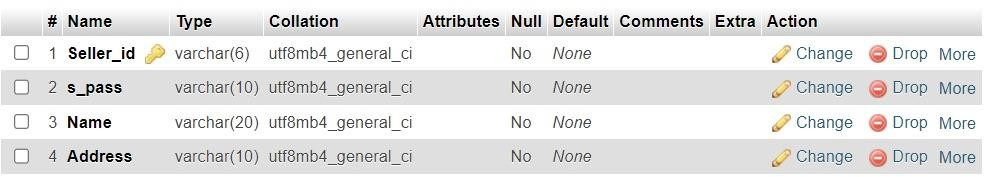 # Name Type Collation Attributes Null Default Comments Extra Action
1 Seller_id varchar(6) utf8mb4_general_ci No None Change Drop More
2 s_pass varchar(10) utf8mb4_general_ci No None Change Drop More
3 Name varchar(20) utf8mb4_general_ci No None Change Drop More
4 Address varchar(10) utf8mb4_general_ci No None Change Drop More